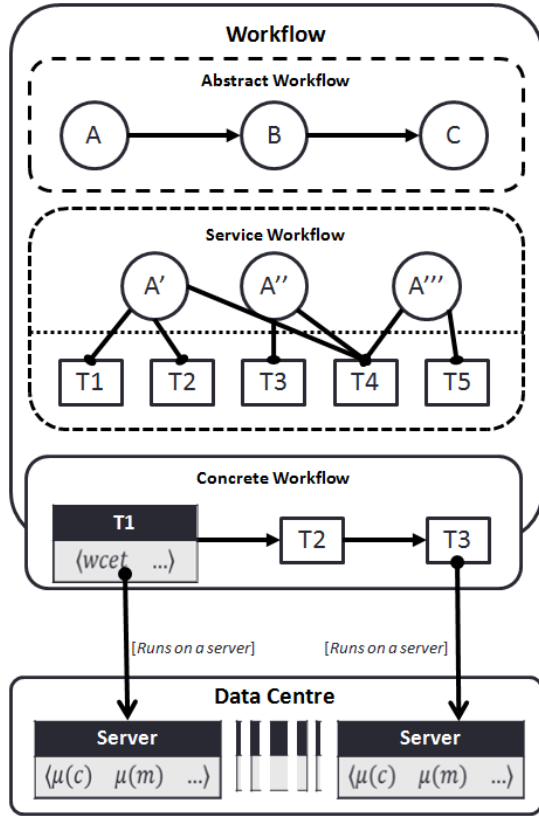 Workflow
Abstract Workflow
A B C
Service Workflow
A' A'' A'''
T1 T2 T3 T4 T5
Concrete Workflow
T1
T2 T3
⟨wcet ...⟩
[Runs on a server] [Runs on a server]
Data Centre
Server Server
⟨μ(c) μ(m) ...⟩ ⟨μ(c) μ(m) ...⟩